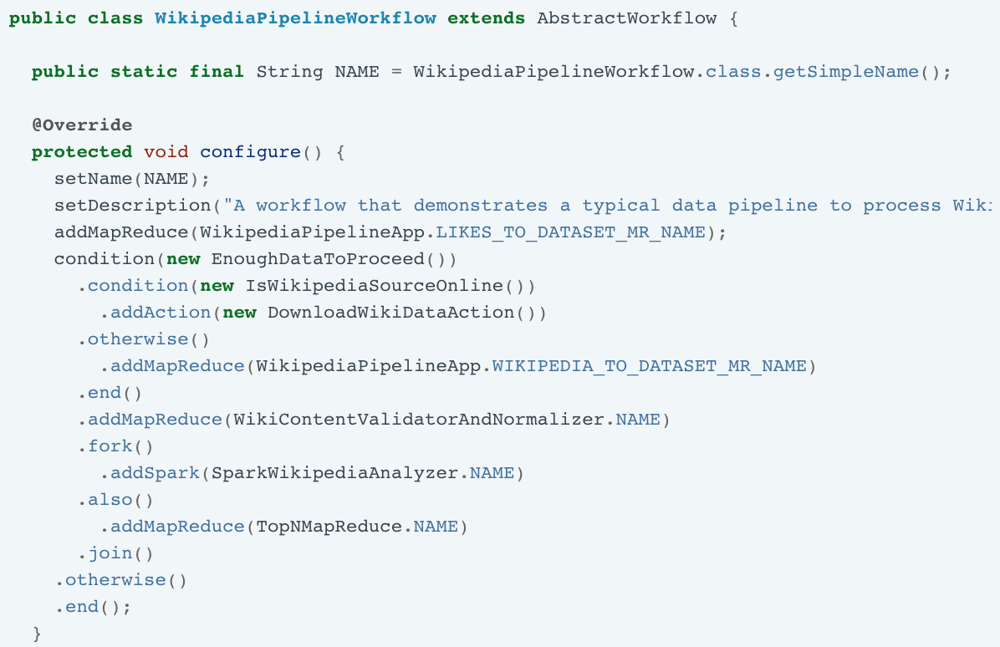 public class WikipediaPipelineWorkflow extends AbstractWorkflow {
public static final String NAME = WikipediaPipelineWorkflow.class.getSimpleName();
@Override
protected void configure() {
setName(NAME);
setDescription("A workflow that demonstrates a typical data pipeline to process
addMapReduce(WikipediaPipelineApp.LIKES_TO_DATASET_MR_NAME);
condition(new EnoughDataToProceed())
.condition(new IsWikipediaSourceOnline())
.addAction(new DownloadWikiDataAction())
.otherwise()
.addMapReduce(WikipediaPipelineApp.WIKIPEDIA_TO_DATASET_MR_NAME)
.end()
.addMapReduce(WikiContentValidatorAndNormalizer.NAME)
.fork()
.addSpark(SparkWikipediaAnalyzer.NAME)
.also()
.addMapReduce(TopNMapReduce.NAME)
.join()
.otherwise()
.end();
}